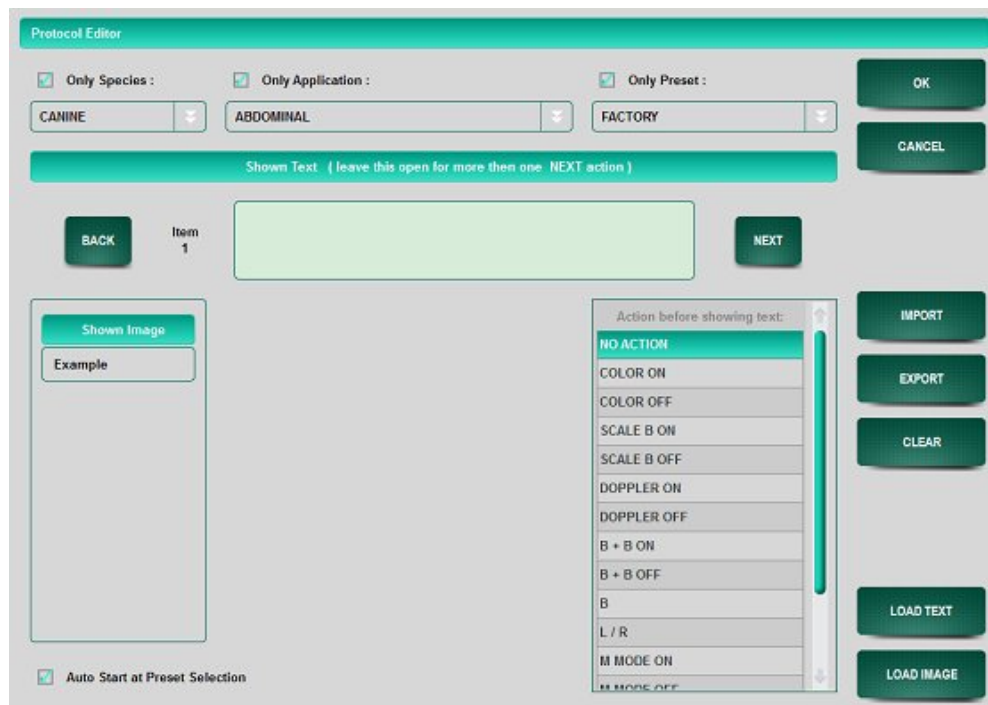 Protocol Editor
Only Species :
Only Application :
Only Preset :
OK
CANINE
ABDOMINAL
FACTORY
CANCEL
Shown Text ( leave this open for more then one NEXT action )
BACK
Item
1
NEXT
Shown Image
Example
Action before showing text:
NO ACTION
COLOR ON
COLOR OFF
SCALE B ON
SCALE B OFF
DOPPLER ON
DOPPLER OFF
B + B ON
B + B OFF
B
L / R
M MODE ON
M MODE OFF
IMPORT
EXPORT
CLEAR
LOAD TEXT
LOAD IMAGE
Auto Start at Preset Selection